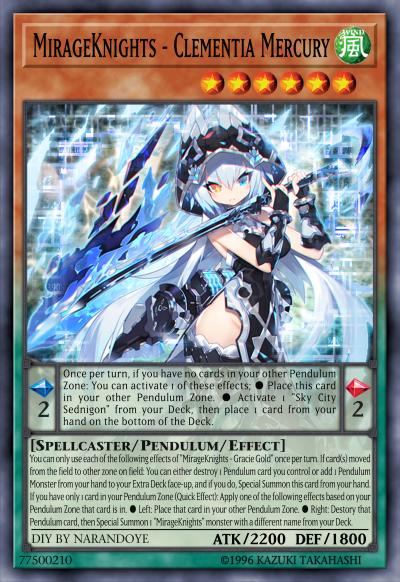 MirageKnights - Clementia Mercury
WIND
風
Once per turn, if you have no cards in your other Pendulum
Zone: You can activate 1 of these effects; ● Place this card
in your other Pendulum Zone. ● Activate 1 "Sky City
Sednigon" from your Deck, then place 1 card from your
hand on the bottom of the Deck.
2
2
[Spellcaster/Pendulum/Effect]
You can only use each of the following effects of "MirageKnights - Gracie Gold" once per turn. If card(s) moved
from the field to other zone on field: You can either destroy 1 Pendulum card you control or add 1 Pendulum
Monster from your hand to your Extra Deck face-up, and if you do, Special Summon this card from your hand.
If you have only 1 card in your Pendulum Zone (Quick Effect): Apply one of the following effects based on your
Pendulum Zone that card is in. ● Left: Place that card in your other Pendulum Zone. ● Right: Destory that
Pendulum card, then Special Summon 1 "MirageKnights" monster with a different name from your Deck.
DIY BY NARANDOYE
ATK/2200 DEF/1800
77500210
©1996 KAZUKI TAKAHASHI